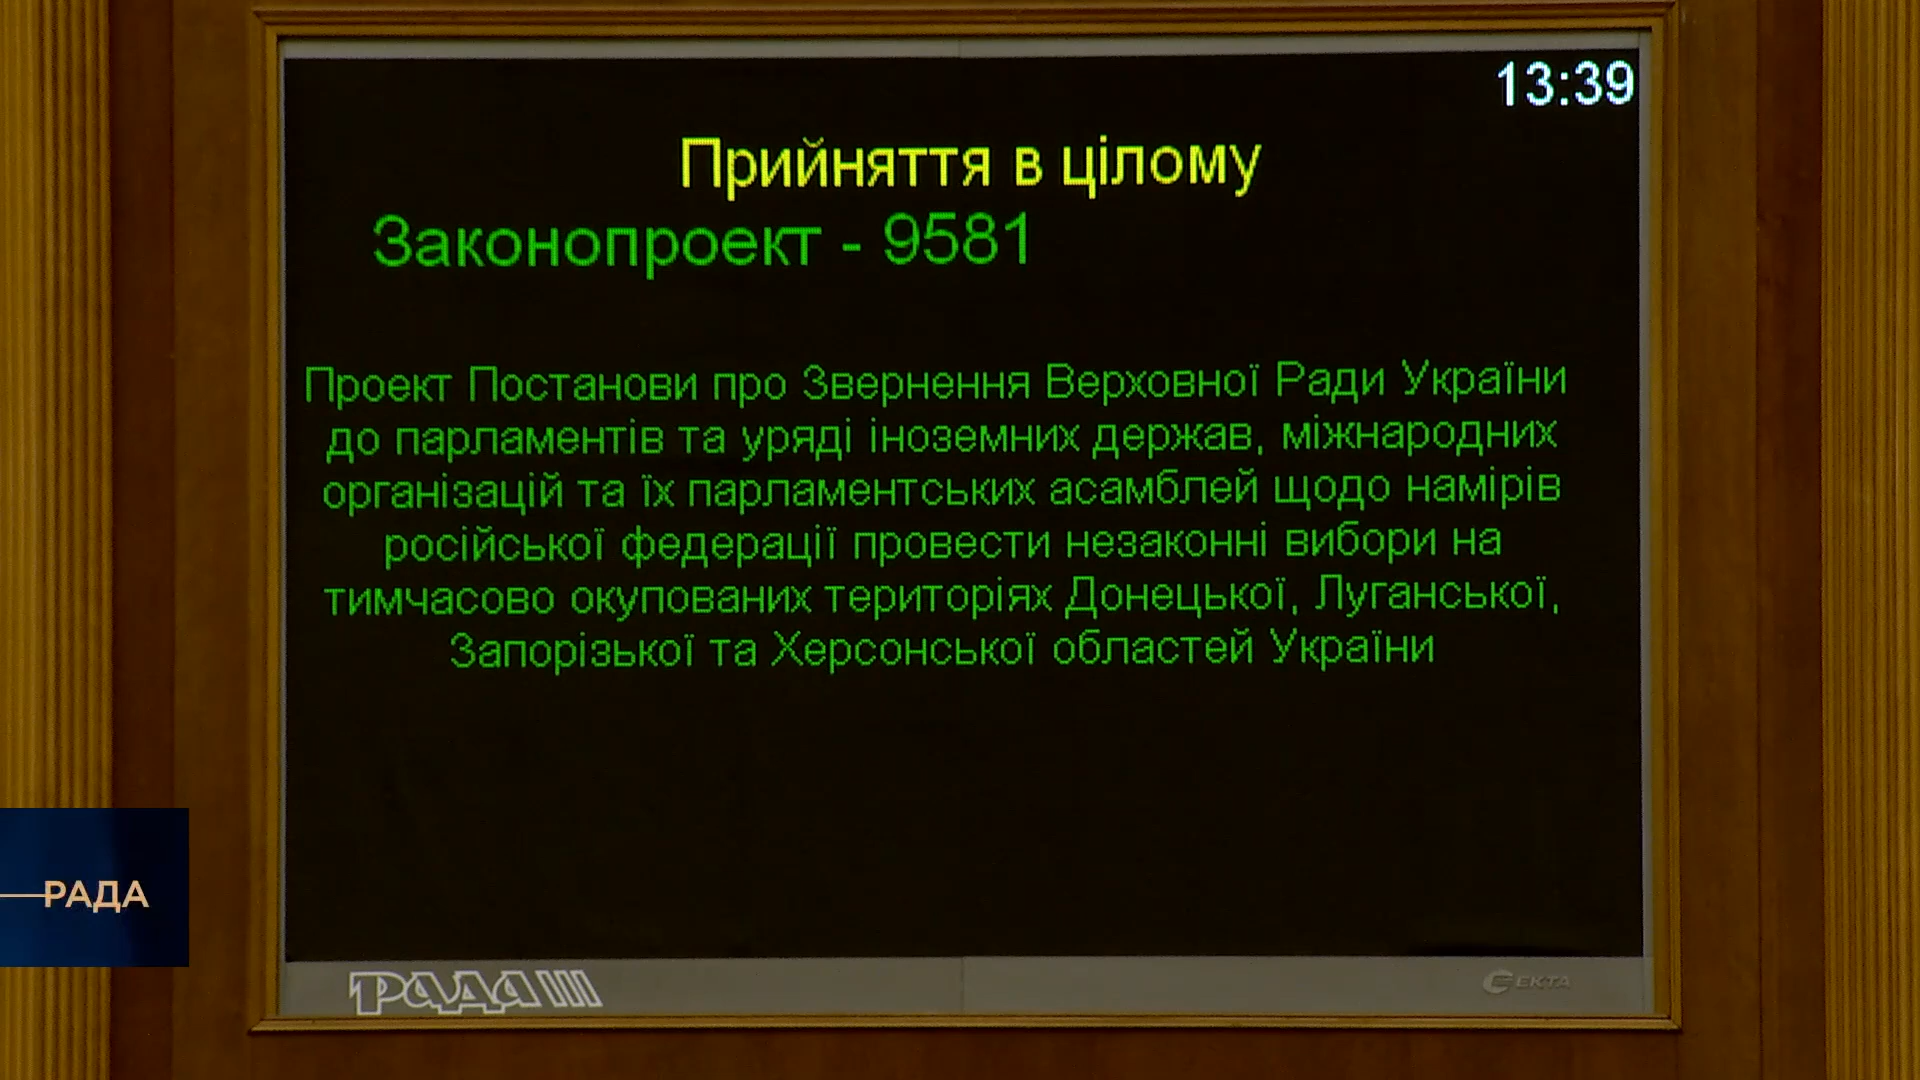 13:39
Прийняття в цілому
Законопроект - 9581
Проект Постанови про Звернення Верховної Ради України
до парламентів та уряді іноземних держав, міжнародних
організацій та їх парламентських асамблей щодо намірів
російської федерації провести незаконні вибори на
тимчасово окупованих територіях Донецької, Луганської,
Запорізької та Херсонської областей України
РАДА
РАДАIII
ЕКТА